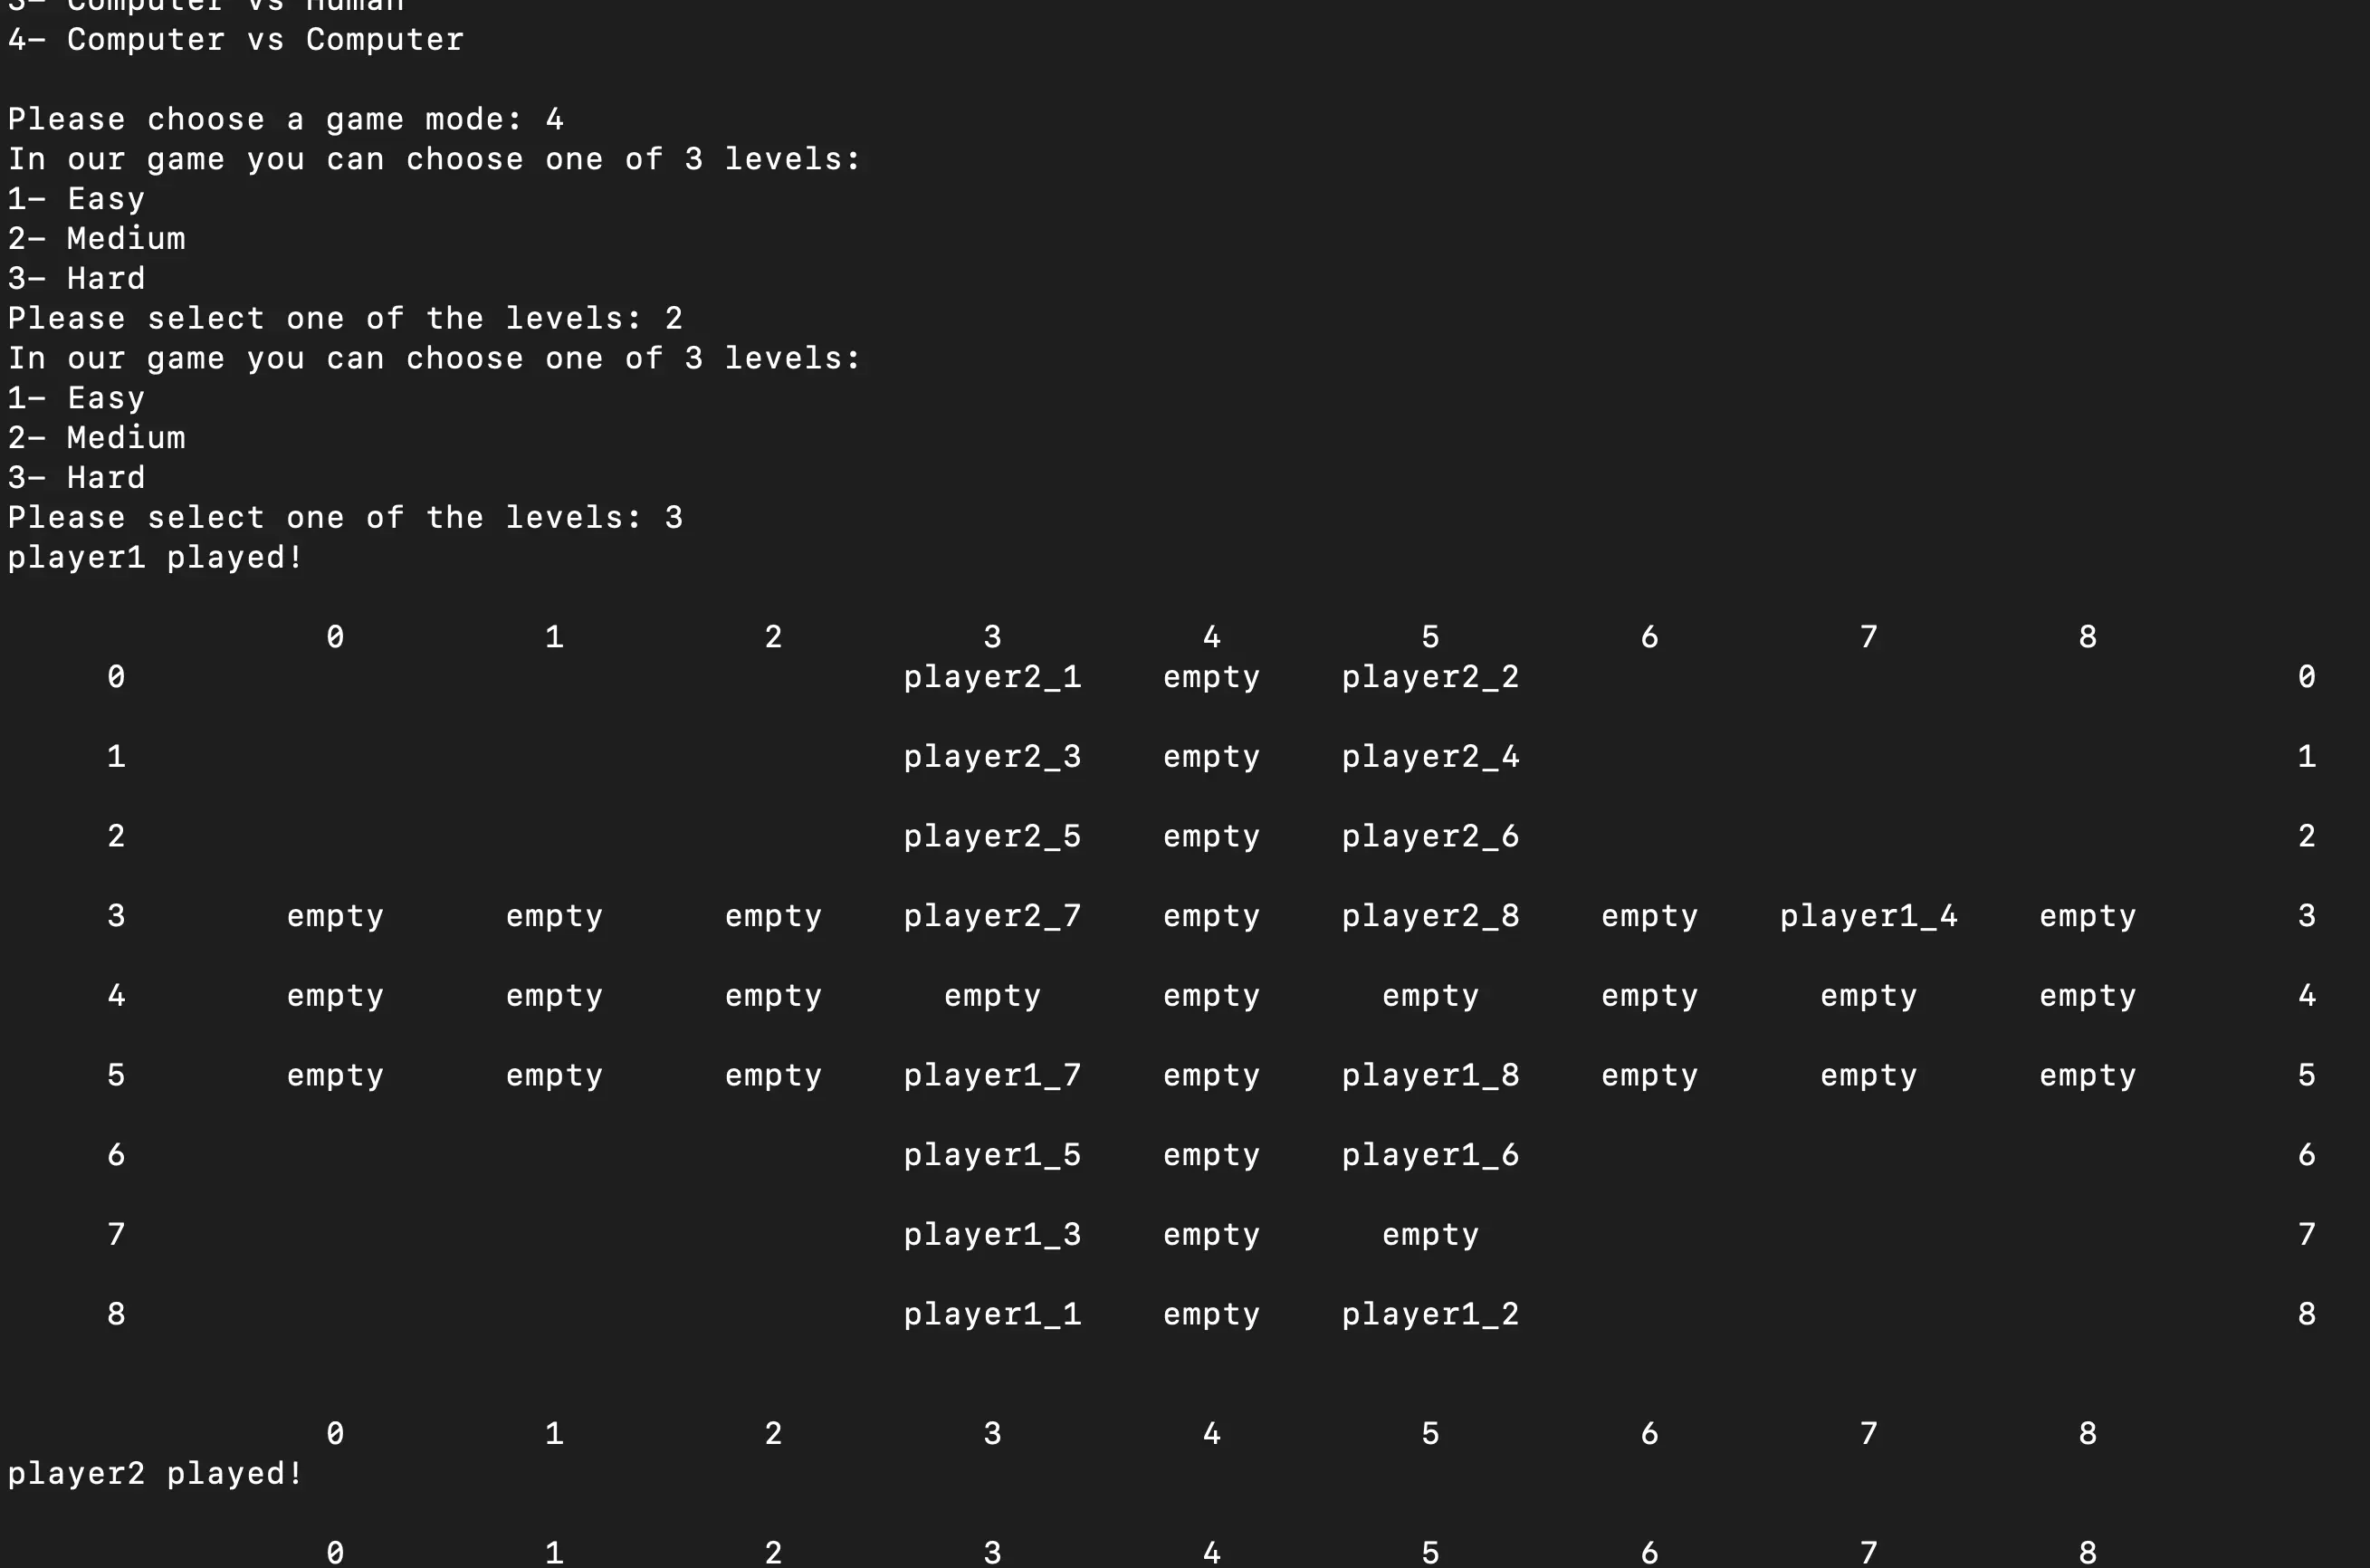 3– Computer vs Human
4– Computer vs Computer
Please choose a game mode: 4
In our game you can choose one of 3 levels:
1– Easy
2– Medium
3– Hard
Please select one of the levels: 2
In our game you can choose one of 3 levels:
1– Easy
2– Medium
3– Hard
Please select one of the levels: 3
player1 played!
0 1 2 3 4 5 6 7 8
0 player2_1 empty player2_2 0
1 player2_3 empty player2_4 1
2 player2_5 empty player2_6 2
3 empty empty empty player2_7 empty player2_8 empty player1_4 empty 3
4 empty empty empty empty empty empty empty empty empty 4
5 empty empty empty player1_7 empty player1_8 empty empty empty 5
6 player1_5 empty player1_6 6
7 player1_3 empty empty 7
8 player1_1 empty player1_2 8
0 1 2 3 4 5 6 7 8
player2 played!
0 1 2 3 4 5 6 7 8